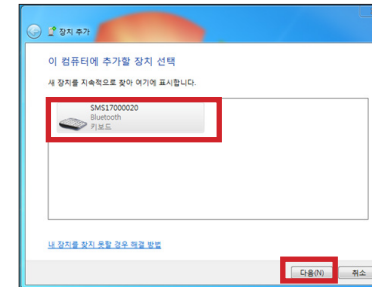 장치 추가
이 컴퓨터에 추가할 장치 선택
새 장치를 지속적으로 찾아 여기에 표시합니다.
SMS17000020
Bluetooth
키보드
내 장치를 찾지 못할 경우 해결 방법
다음(N) 취소